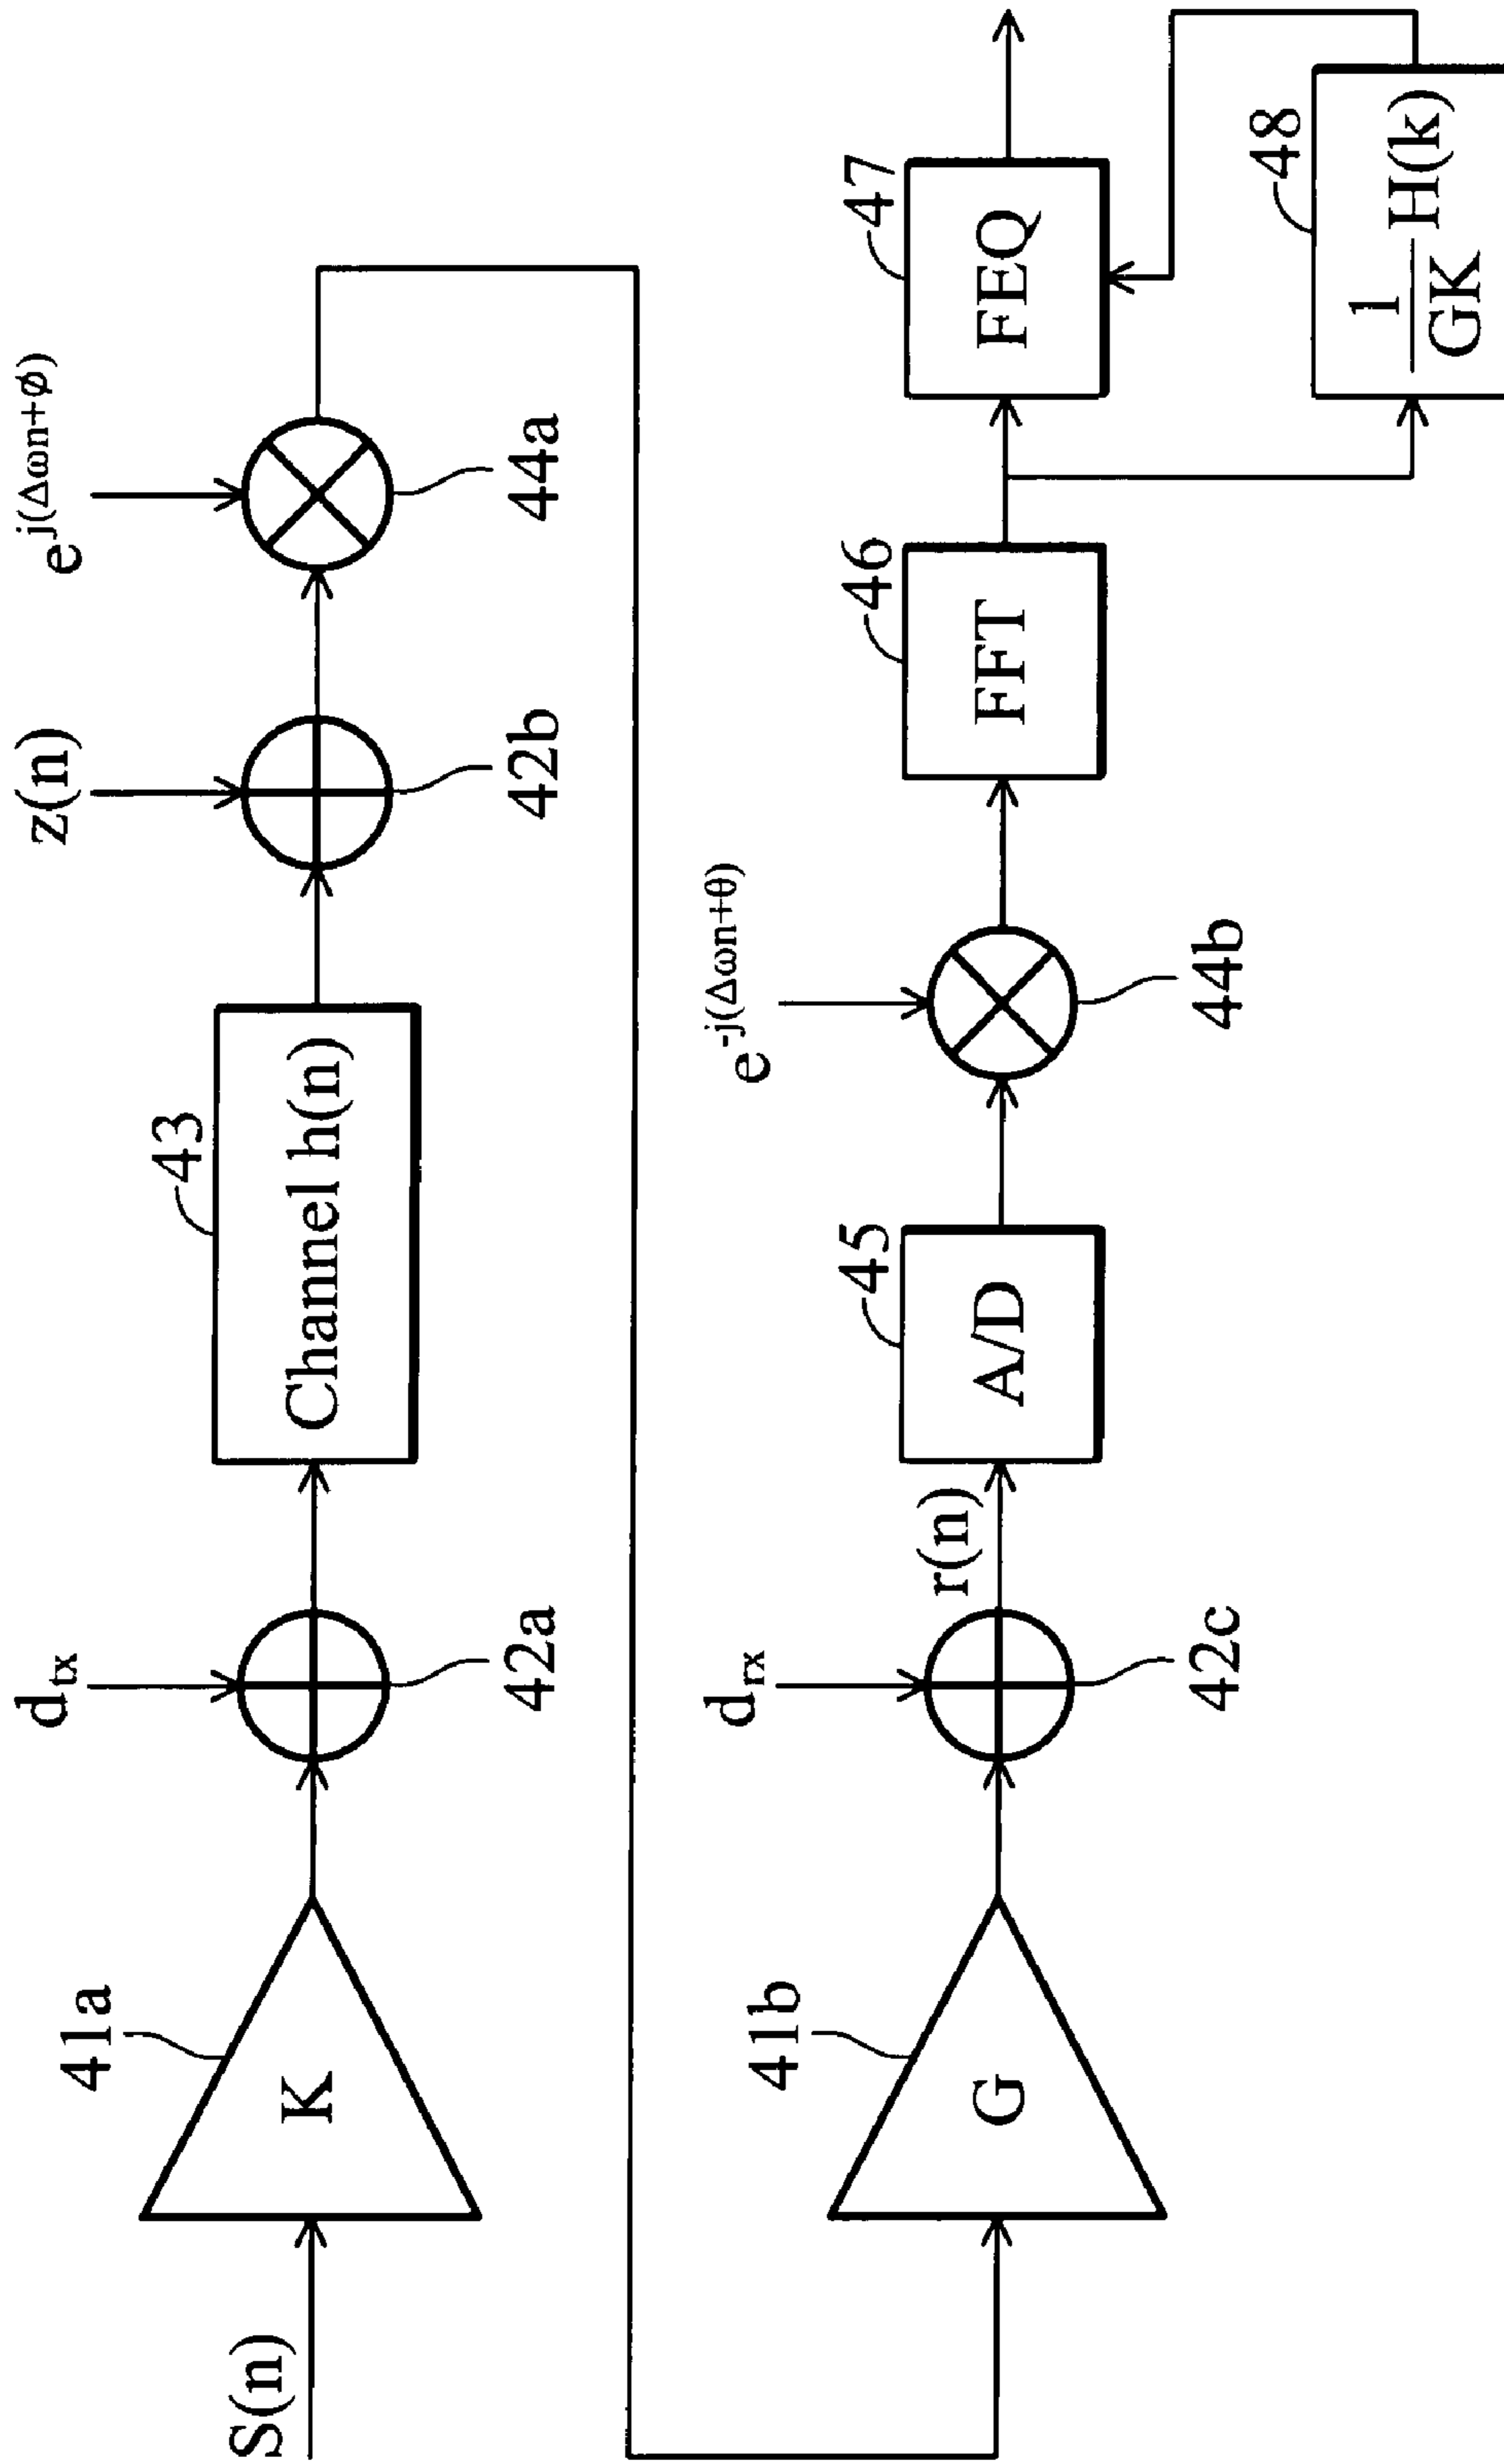 S(n)
K
41a
d_tx
42a
Channel h(n)
43
z(n)
42b
e^j(Δωn+ϕ)
44a
G
41b
d_rx
42c
r(n)
A/D
45
e^-j(Δωn+θ)
44b
FFT
46
FEQ
47
1
GK
H(k)
48